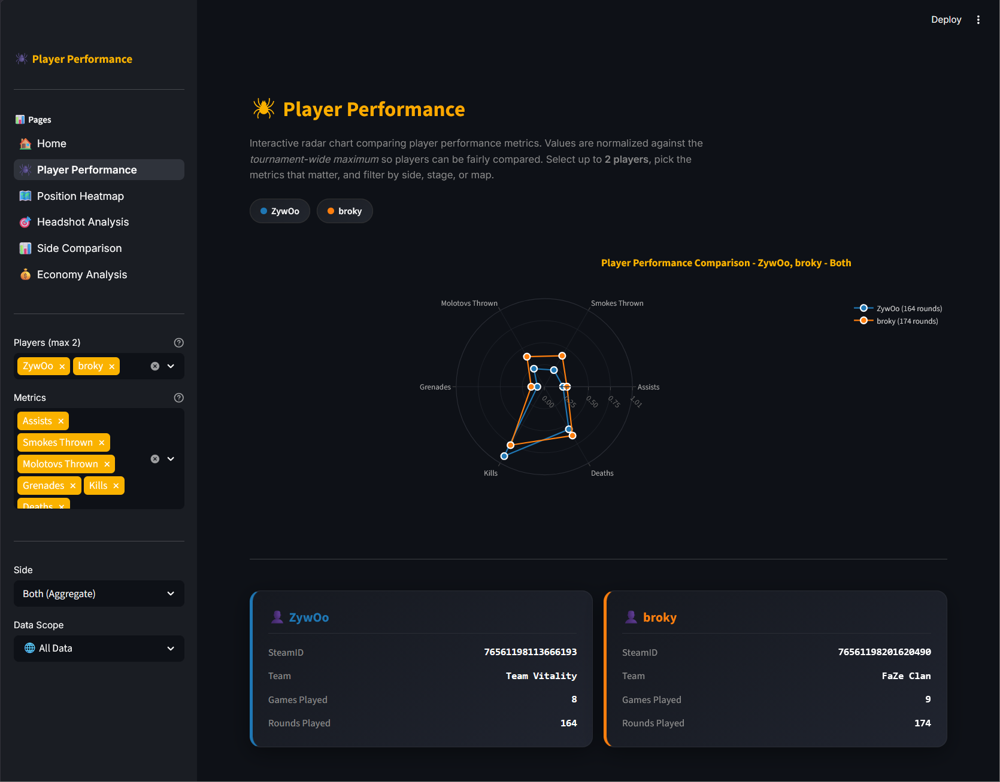 Deploy
Player Performance
Pages
Home
Player Performance
Position Heatmap
Headshot Analysis
Side Comparison
Economy Analysis
Players (max 2)
ZywOo × broky ×
Metrics
Assists ×
Smokes Thrown ×
Molotovs Thrown ×
Grenades × Kills ×
Deaths ×
Side
Both (Aggregate)
Data Scope
All Data
Player Performance
Interactive radar chart comparing player performance metrics. Values are normalized against the
tournament-wide maximum so players can be fairly compared. Select up to 2 players, pick the
metrics that matter, and filter by side, stage, or map.
ZywOo broky
Player Performance Comparison - ZywOo, broky - Both
Molotovs Thrown Smokes Thrown
ZywOo (164 rounds)
broky (174 rounds)
Grenades Assists
0.00 0.50 0.75 1.01
Kills Deaths
ZywOo
SteamID 76561198113666193
Team Team Vitality
Games Played 8
Rounds Played 164
broky
SteamID 76561198201620490
Team FaZe Clan
Games Played 9
Rounds Played 174